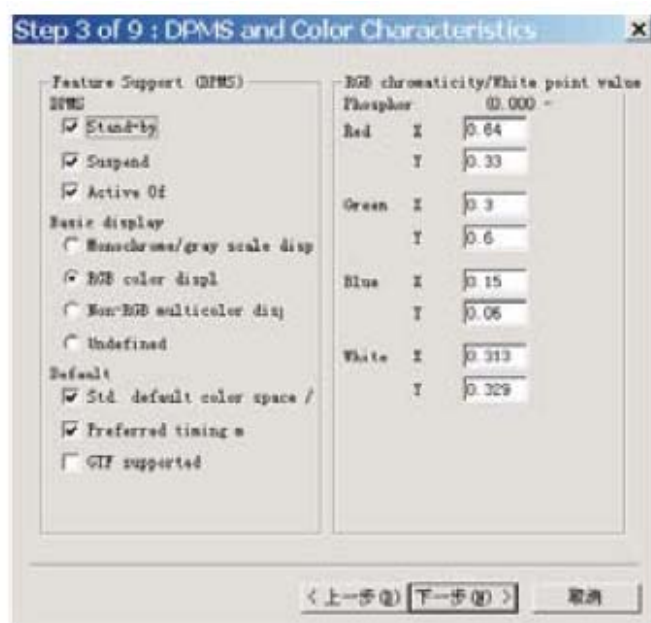 Step 3 of 9 : DPMS and Color Characteristics
Feature Support (DPMS)
DPMS
Stand-by
Suspend
Active Of
Basic display
Monochrome/gray scale disp
RGB color displ
Non-RGB multicolor disp
Undefined
Default
Std. default color space /
Preferred timing m
GTF supported
RGB chromaticity/White point value
Phosphor (0.000 -
Red X 0.64
Y 0.33
Green X 0.3
Y 0.6
Blue X 0.15
Y 0.06
White X 0.313
Y 0.329
< 上一步(B)
下一步(N) >
取消